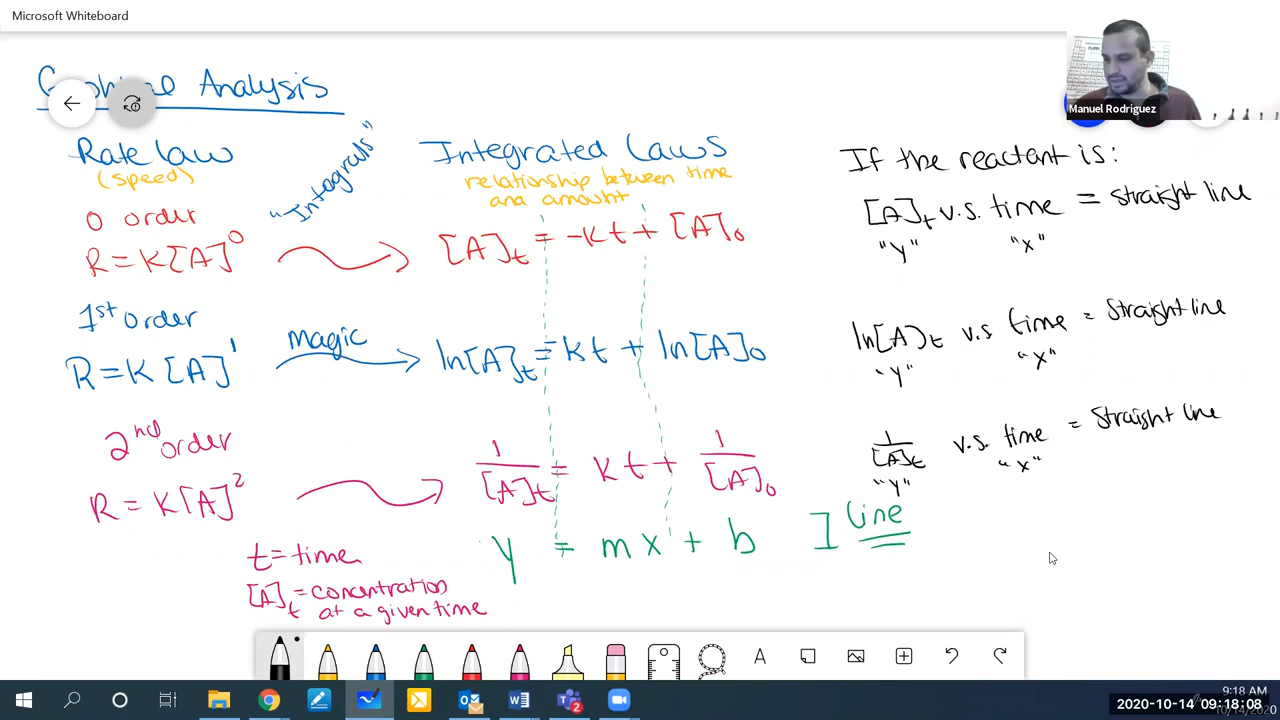 Microsoft Whiteboard
Manuel Rodriguez
Analysis
Rate law
(speed)
"Integrals"
Integrated Laws
relationship between time
and amount
0 order
R = K[A]^0
[A]t = -kt + [A]0
1st order
R = K[A]^1
magic
ln[A]t = kt + ln[A]0
2nd order
R = K[A]^2
1/[A]t = kt + 1/[A]0
y = mx + b ] line
t = time
[A]t = concentration
at a given time
If the reactant is:
[A]t v.s. time = straight line
"y" "x"
ln[A]t v.s time = Straight line
"y" "x"
1/[A]t v.s. time = Straight line
"y" "x"
9:18 AM
2020-10-14 09:18:08